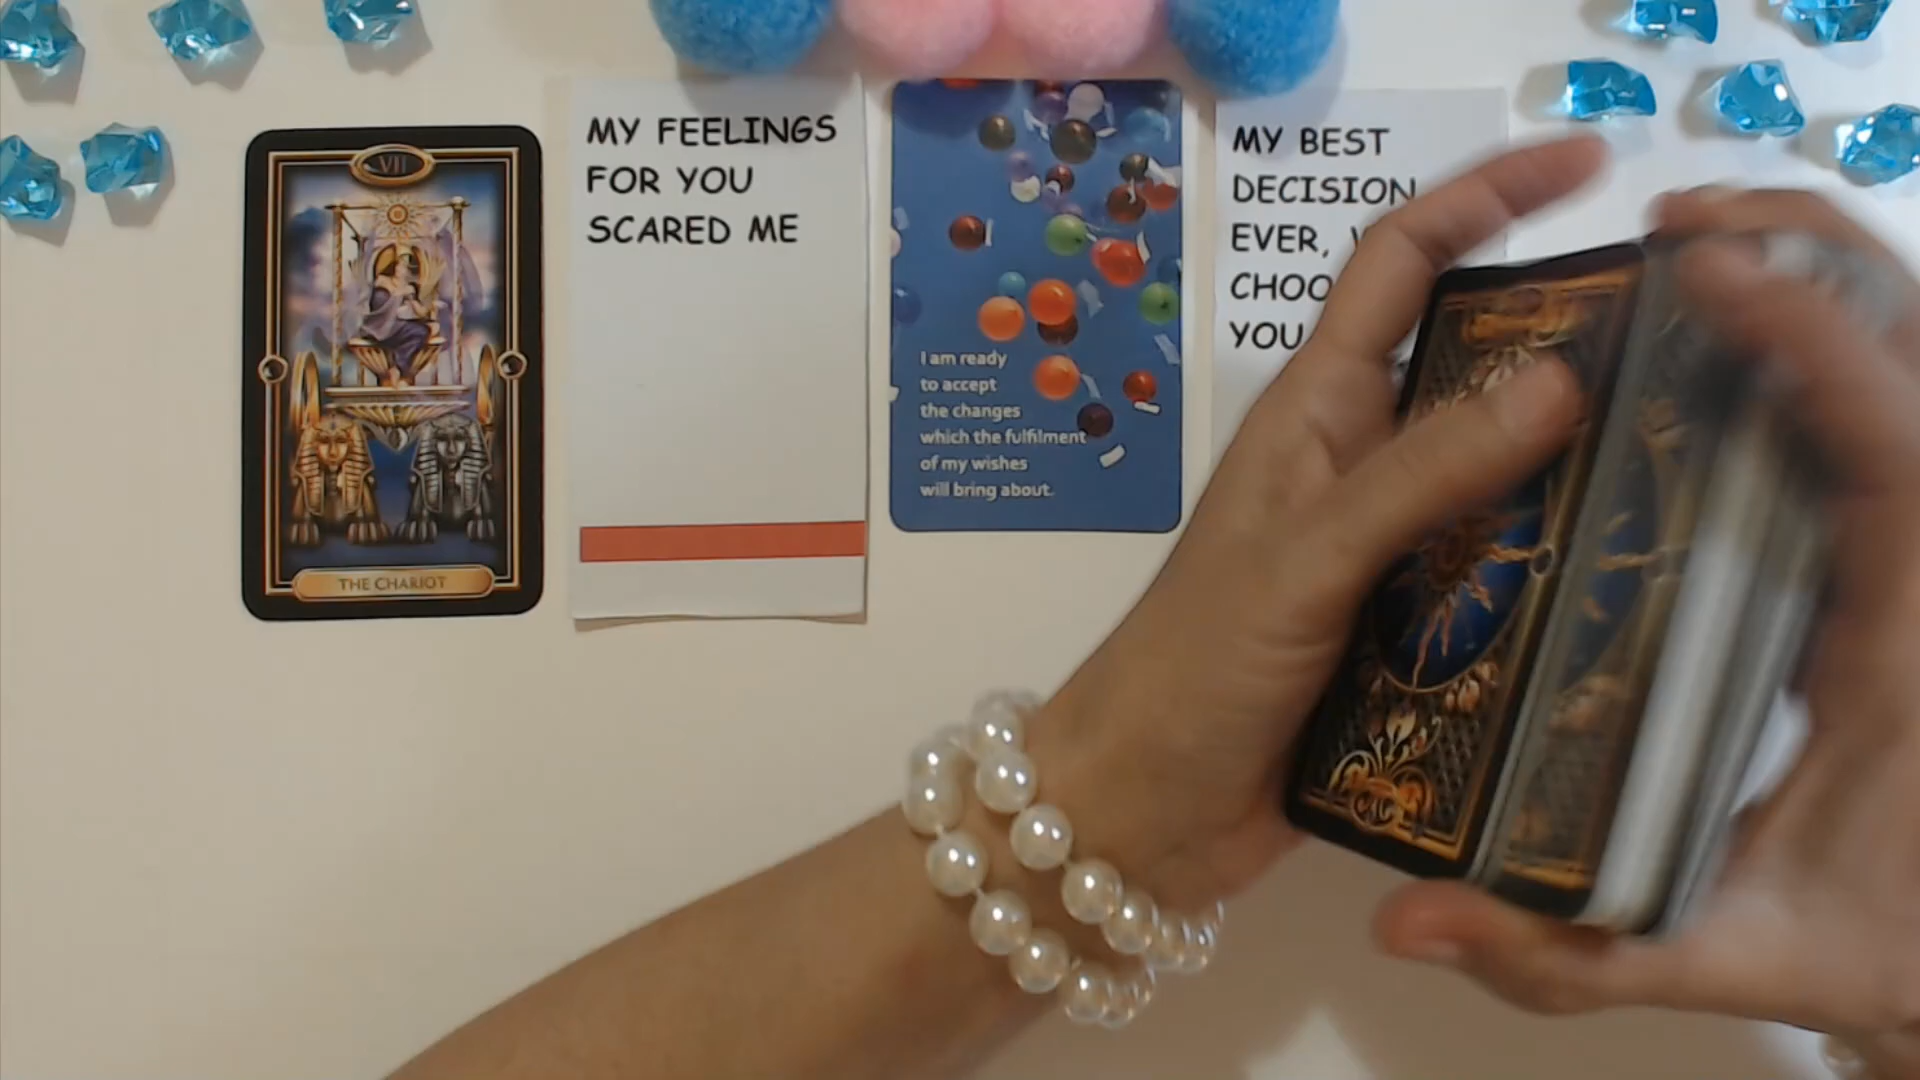 VII
THE CHARIOT
MY FEELINGS
FOR YOU
SCARED ME
I am ready
to accept
the changes
which the fulfilment
of my wishes
will bring about.
MY BEST
DECISION
EVER,
YOU